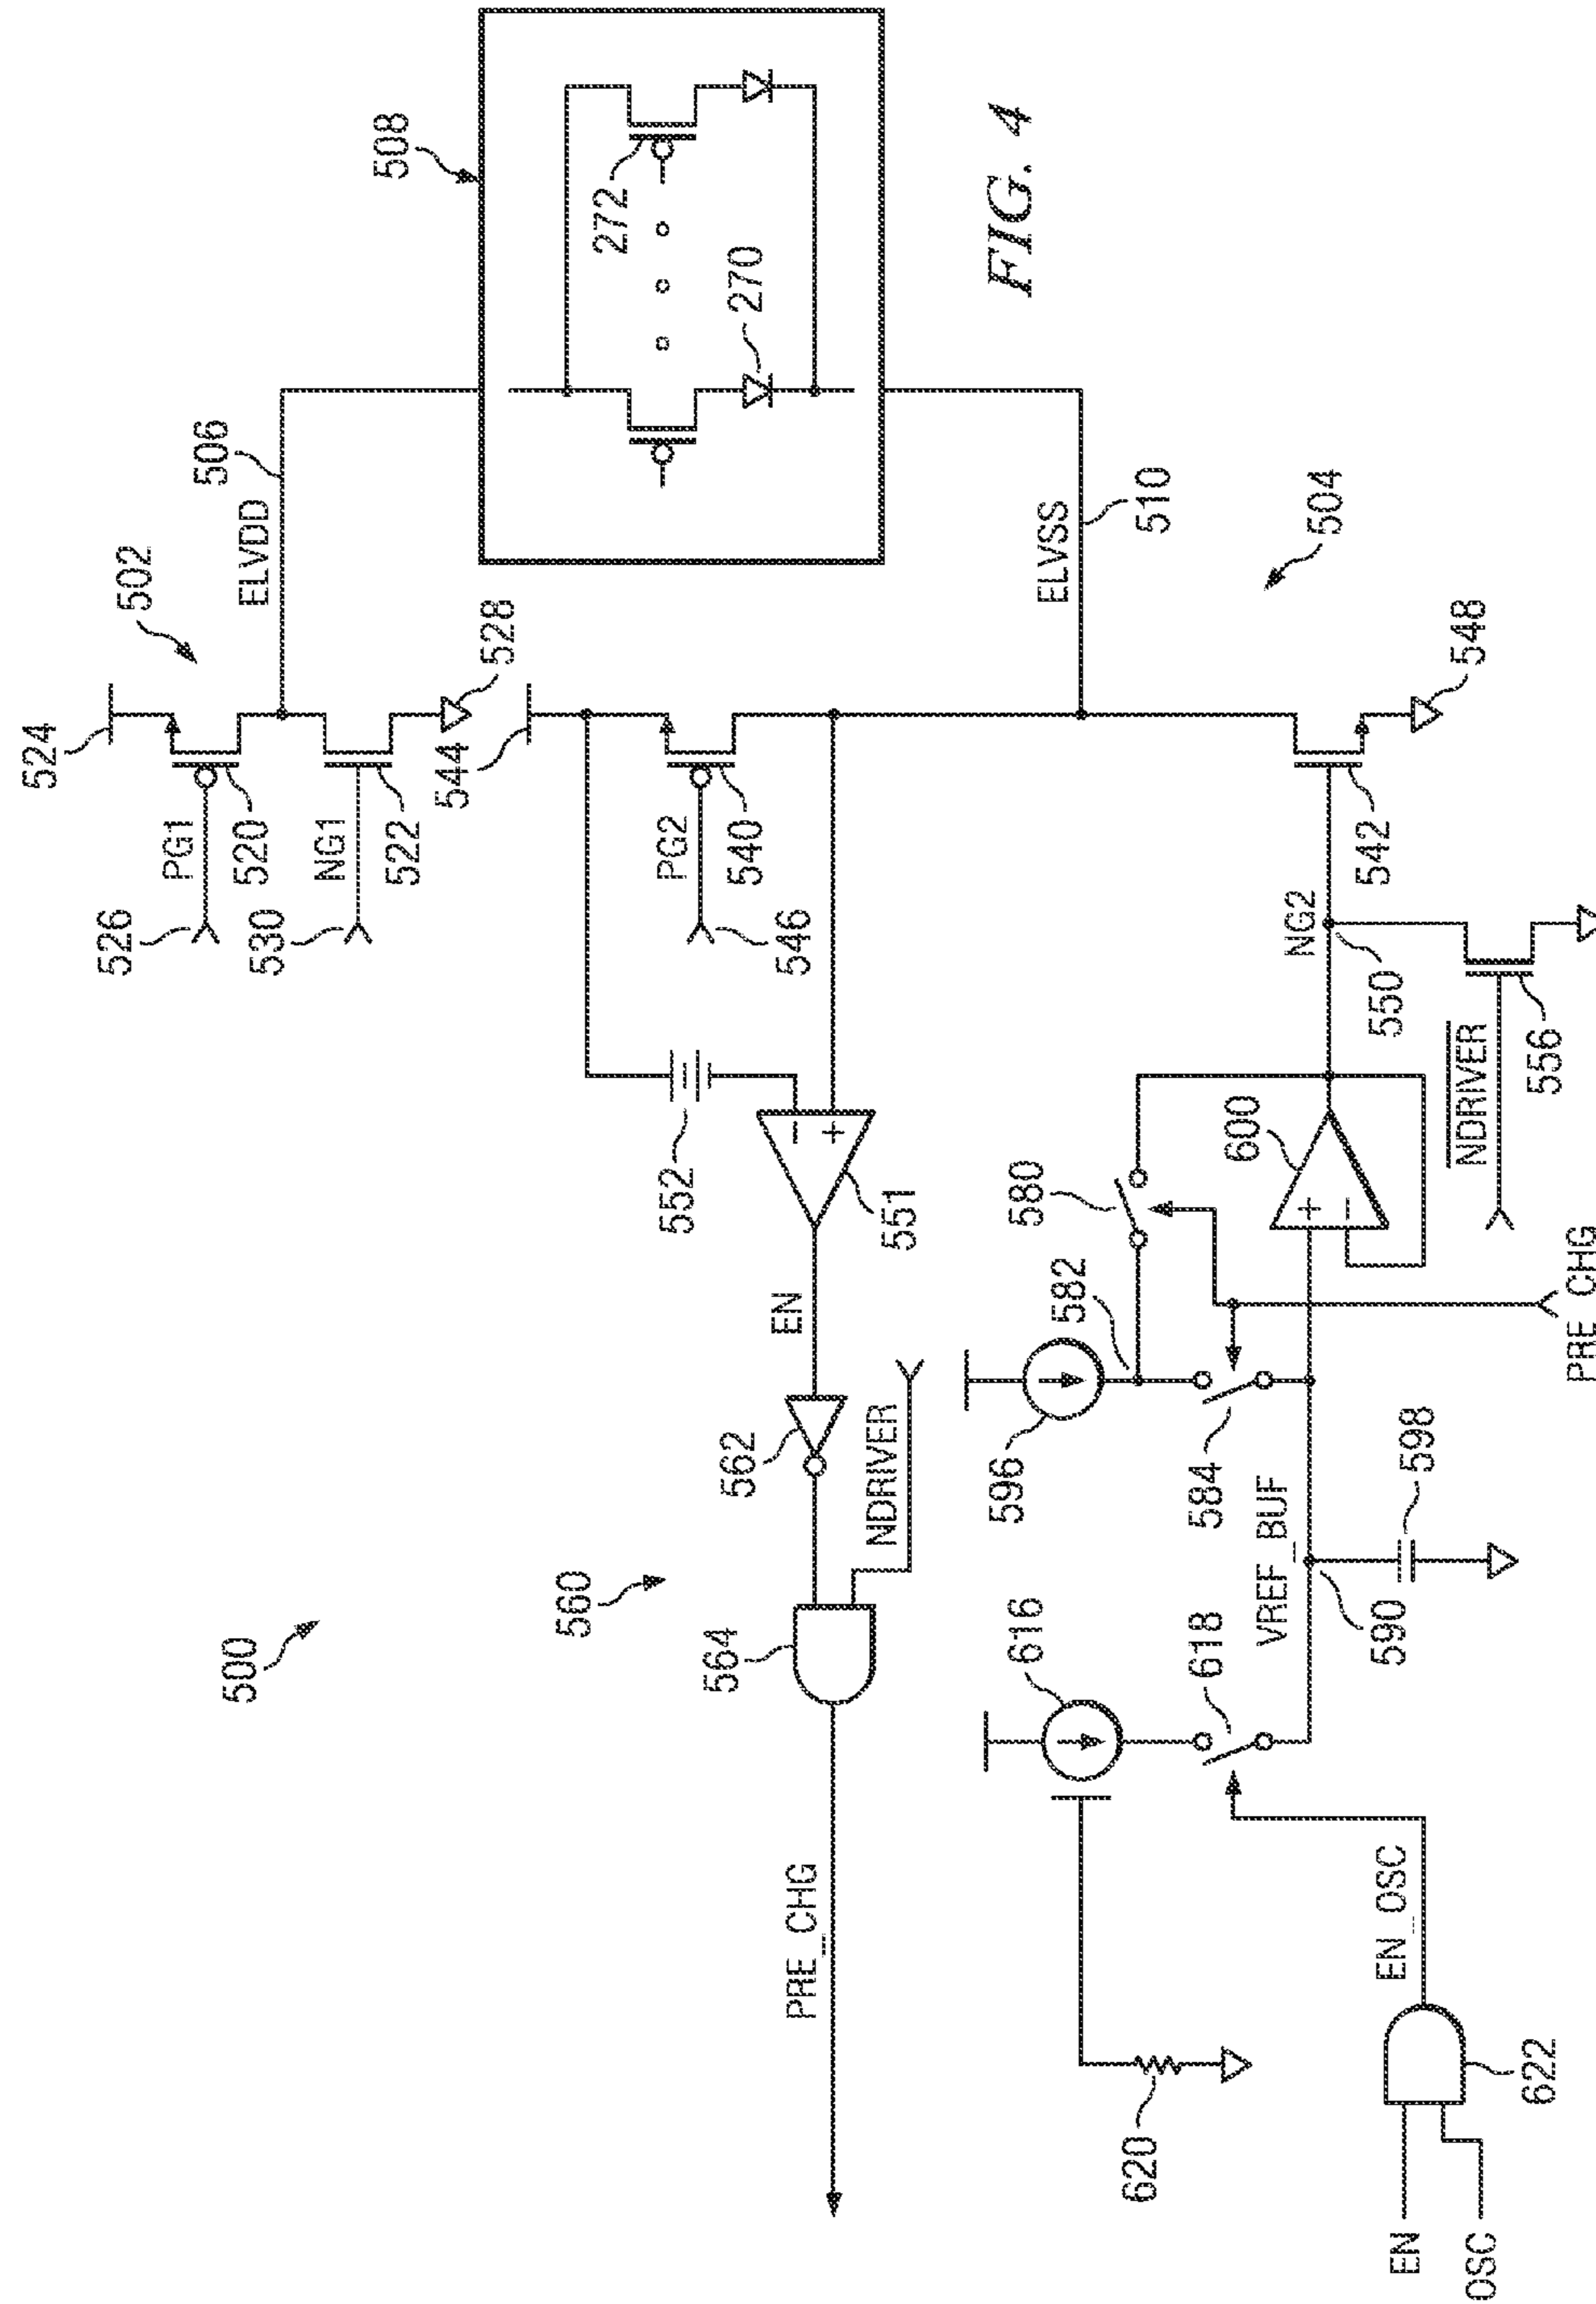 500
502
524
526
PG1
520
530
NG1
522
528
506
ELVDD
508
272
270
544
PG2
546
540
552
551
-
+
EN
562
560
564
NDRIVER
PRE_CHG
ELVSS
510
504
548
542
NG2
550
NDRIVER
556
580
582
600
+
-
596
584
PRE_CHG
VREF_BUF
598
590
616
618
620
EN_OSC
622
EN
OSC
FIG. 4